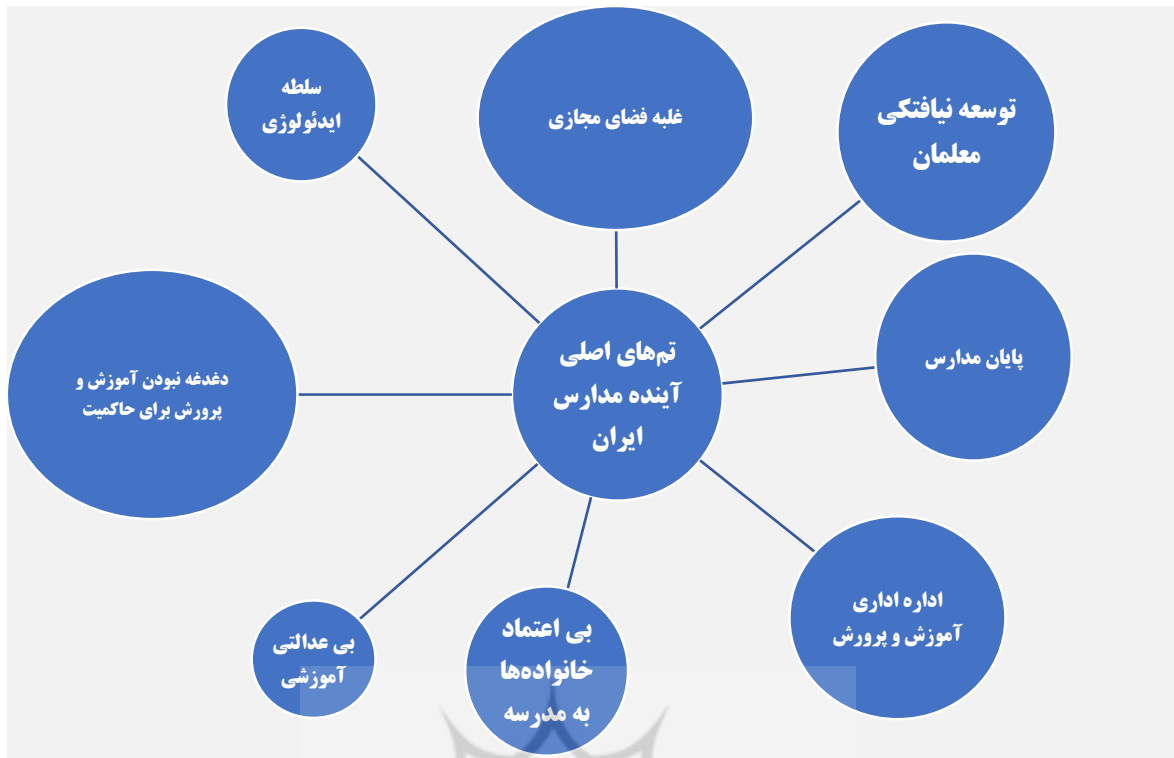 سلطه
ایدئولوژی
غلبه فضای مجازی
توسعه نیافتگی
معلمان
تم‌های اصلی
آینده مدارس
ایران
پایان مدارس
دغدغه نبودن آموزش و
پرورش برای حاکمیت
اداره اداری
آموزش و پرورش
بی اعتماد
خانواده‌ها
به مدرسه
بی عدالتی
آموزشی